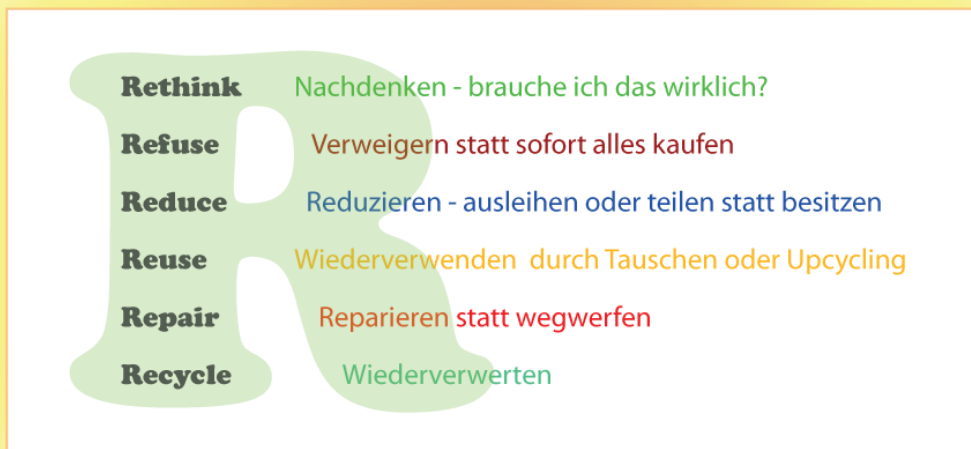 Rethink Nachdenken - brauche ich das wirklich?
Refuse Verweigern statt sofort alles kaufen
Reduce Reduzieren - ausleihen oder teilen statt besitzen
Reuse Wiederverwenden durch Tauschen oder Upcycling
Repair Reparieren statt wegwerfen
Recycle Wiederverwerten